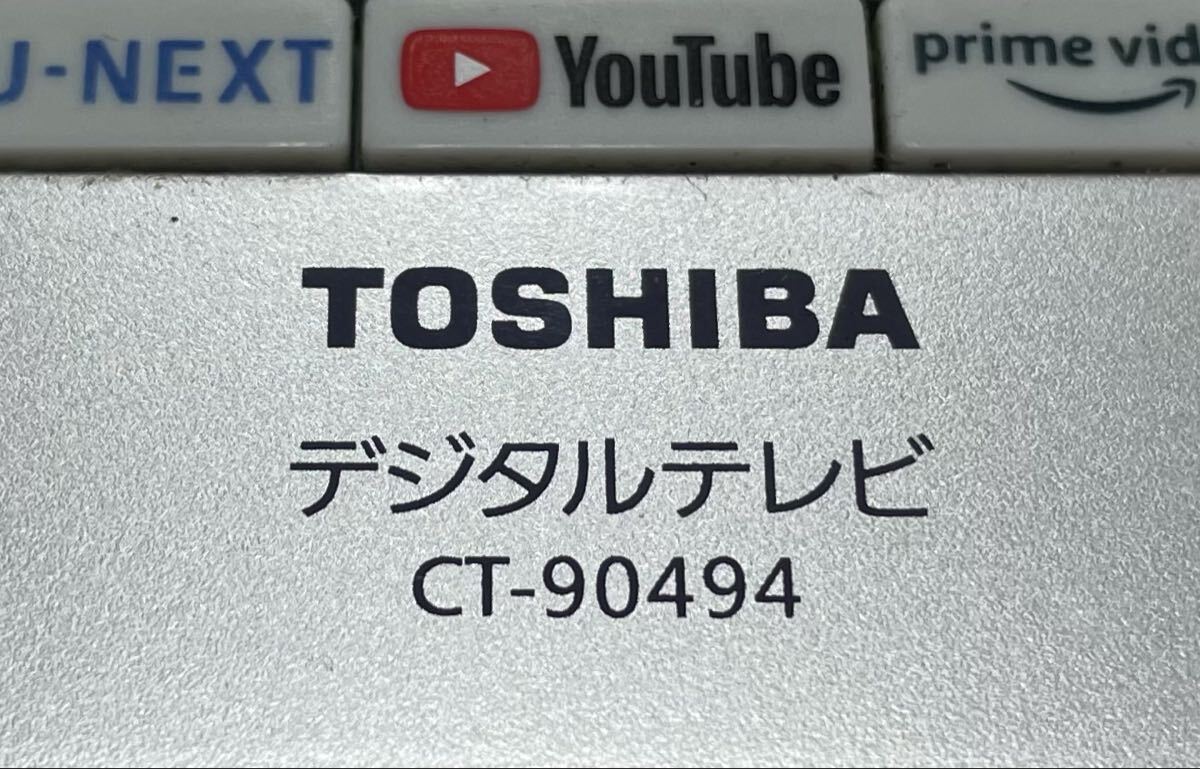 U-NEXT
YouTube
prime vid
TOSHIBA
デジタルテレビ
CT-90494